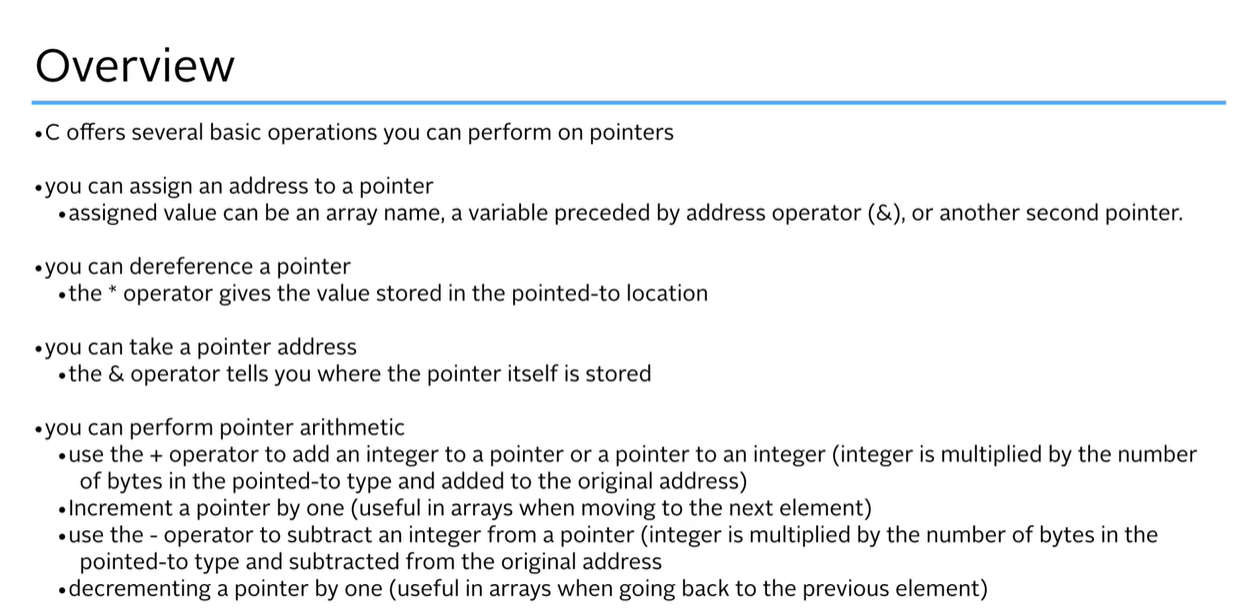 Overview
•C offers several basic operations you can perform on pointers
•you can assign an address to a pointer
•assigned value can be an array name, a variable preceded by address operator (&), or another second pointer.
•you can dereference a pointer
•the * operator gives the value stored in the pointed-to location
•you can take a pointer address
•the & operator tells you where the pointer itself is stored
•you can perform pointer arithmetic
•use the + operator to add an integer to a pointer or a pointer to an integer (integer is multiplied by the number
of bytes in the pointed-to type and added to the original address)
•Increment a pointer by one (useful in arrays when moving to the next element)
•use the - operator to subtract an integer from a pointer (integer is multiplied by the number of bytes in the
pointed-to type and subtracted from the original address
•decrementing a pointer by one (useful in arrays when going back to the previous element)